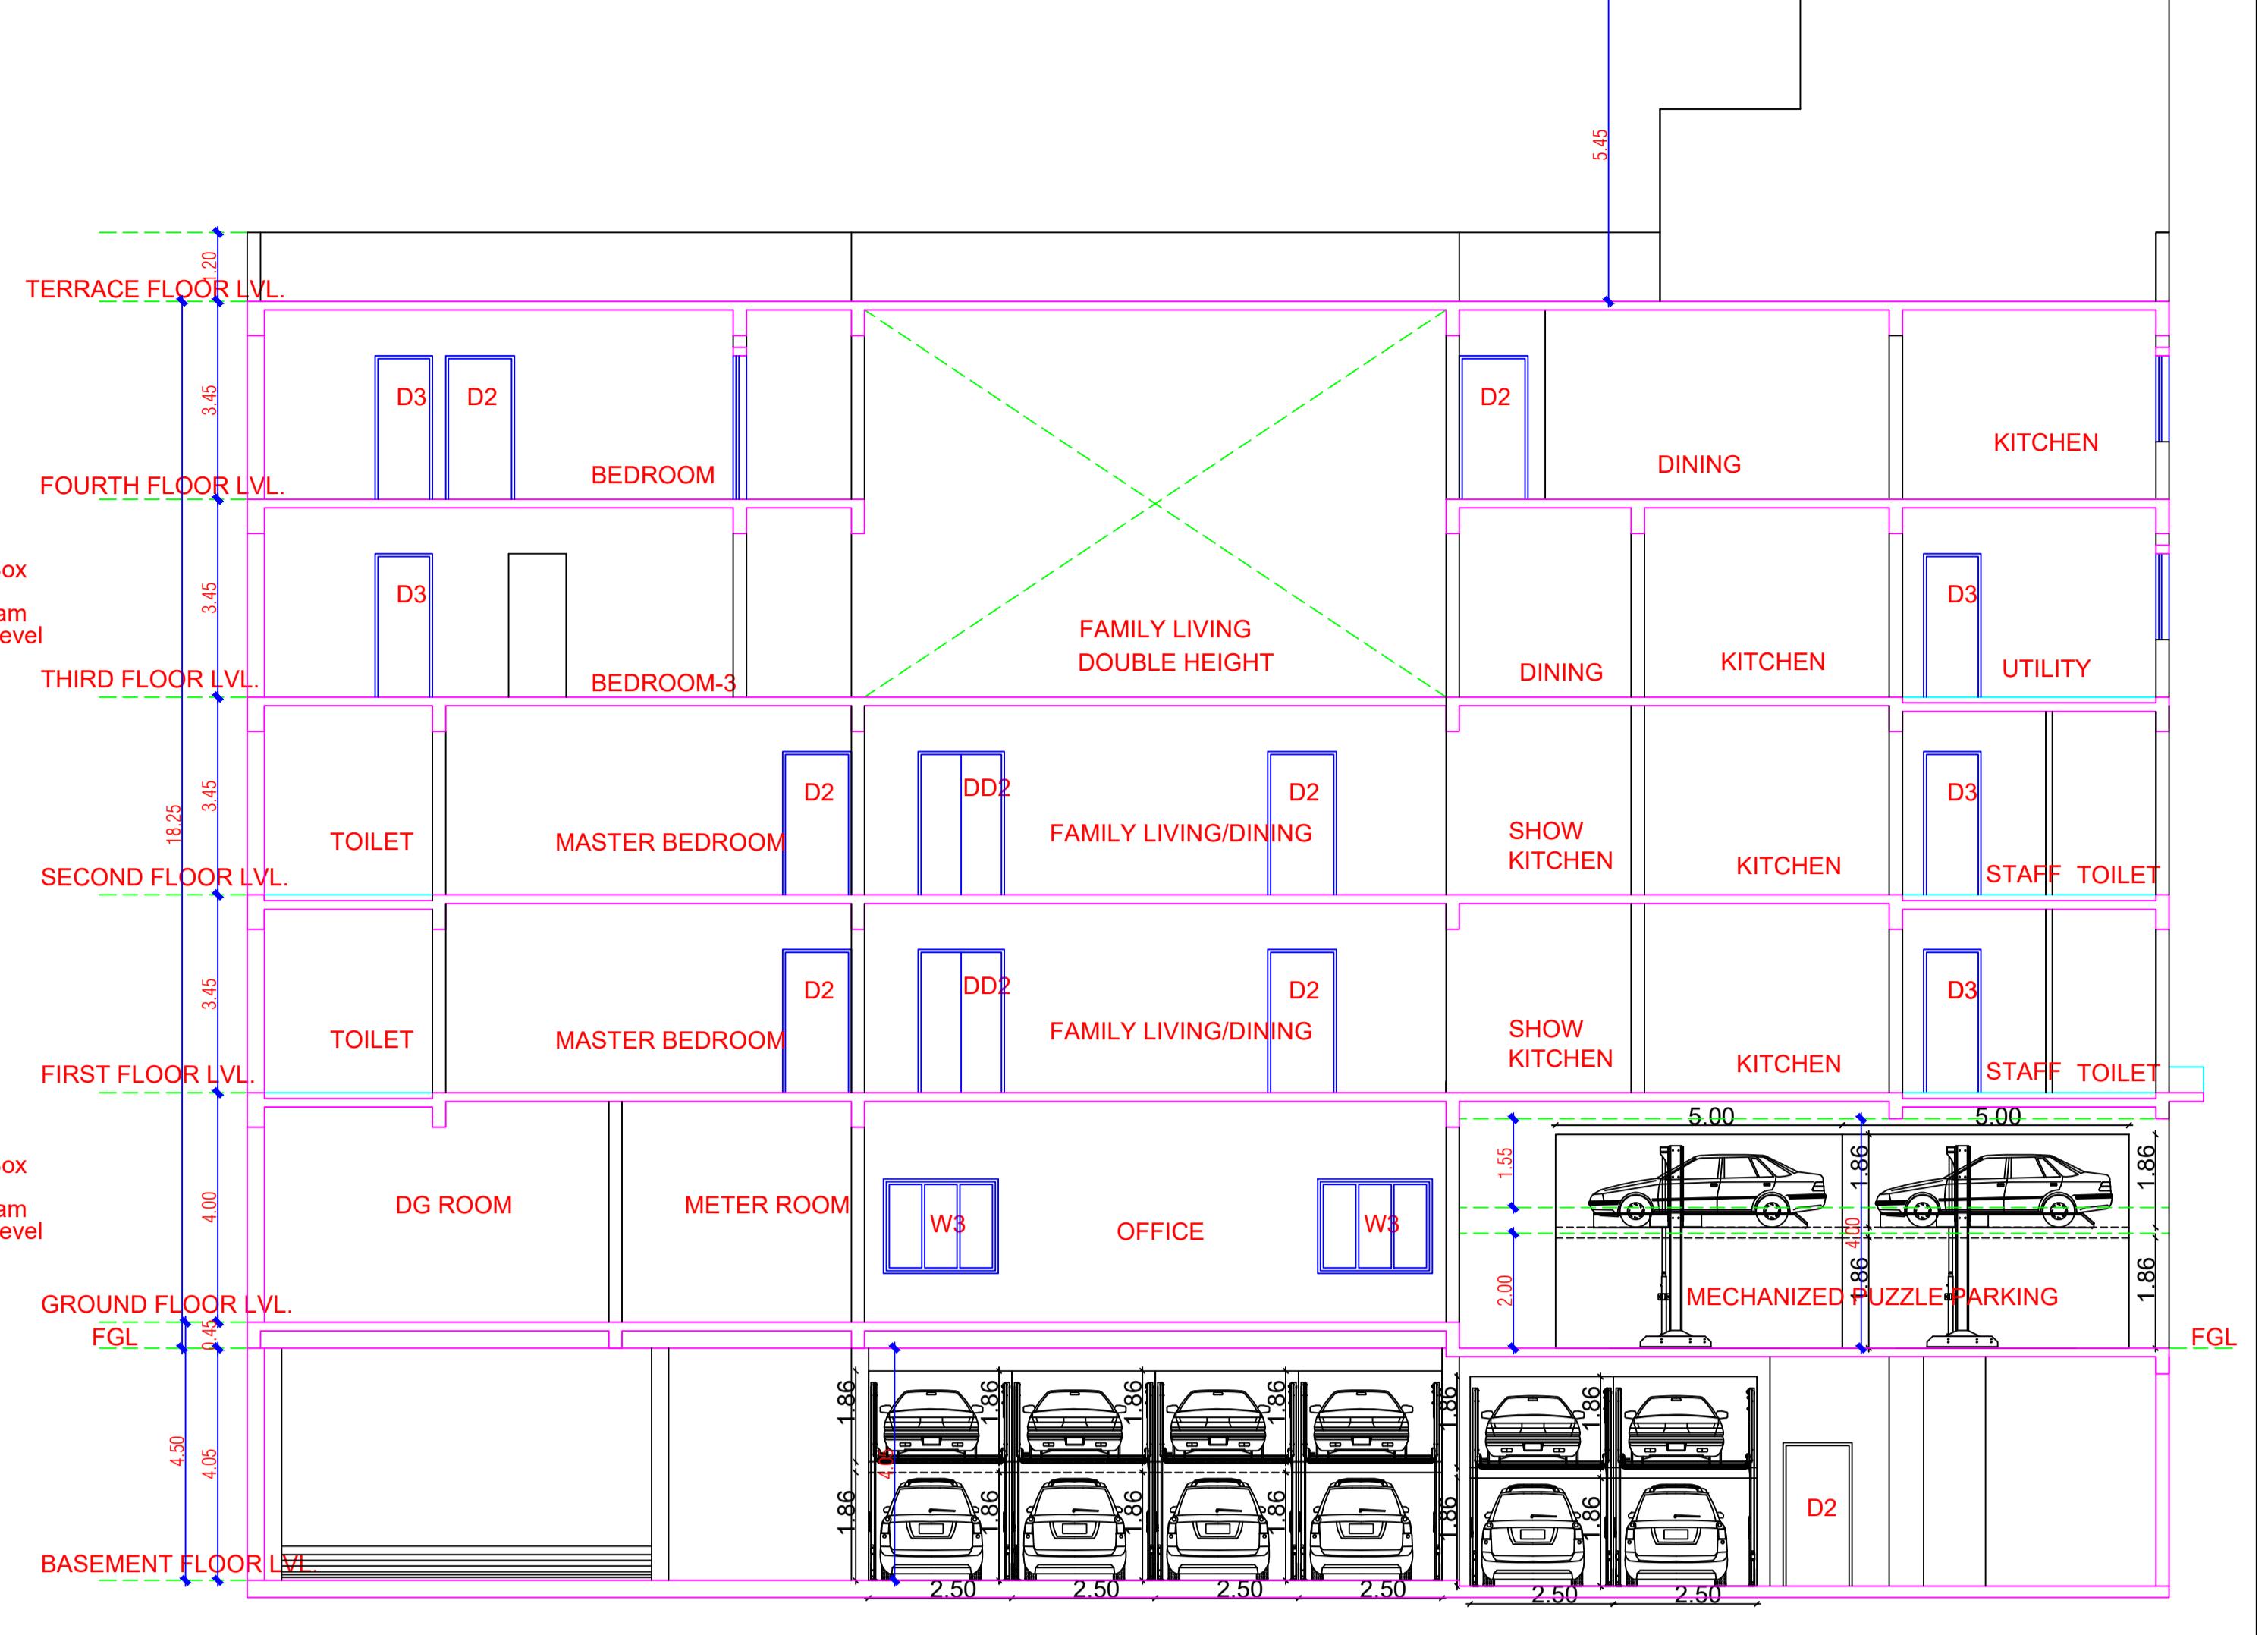 5.45
1.20
TERRACE FLOOR LVL.
3.45
D3
D2
D2
BEDROOM
DINING
KITCHEN
FOURTH FLOOR LVL.
ox
am
evel
3.45
D3
D3
FAMILY LIVING
DOUBLE HEIGHT
BEDROOM-3
DINING
KITCHEN
UTILITY
THIRD FLOOR LVL.
18.25
3.45
D2
DD2
D2
D3
TOILET
MASTER BEDROOM
FAMILY LIVING/DINING
SHOW
KITCHEN
KITCHEN
STAFF
TOILET
SECOND FLOOR LVL.
3.45
D2
DD2
D2
D3
TOILET
MASTER BEDROOM
FAMILY LIVING/DINING
SHOW
KITCHEN
KITCHEN
STAFF
TOILET
FIRST FLOOR LVL.
5.00
5.00
ox
am
evel
4.00
DG ROOM
METER ROOM
W3
OFFICE
W3
1.55
1.86
1.86
4.00
2.00
1.86
1.86
MECHANIZED PUZZLE PARKING
GROUND FLOOR LVL.
FGL
0.45
FGL
4.50
4.05
4.05
1.86
1.86
1.86
1.86
1.86
1.86
1.86
1.86
1.86
1.86
1.86
1.86
D2
BASEMENT FLOOR LVL.
2.50
2.50
2.50
2.50
2.50
2.50